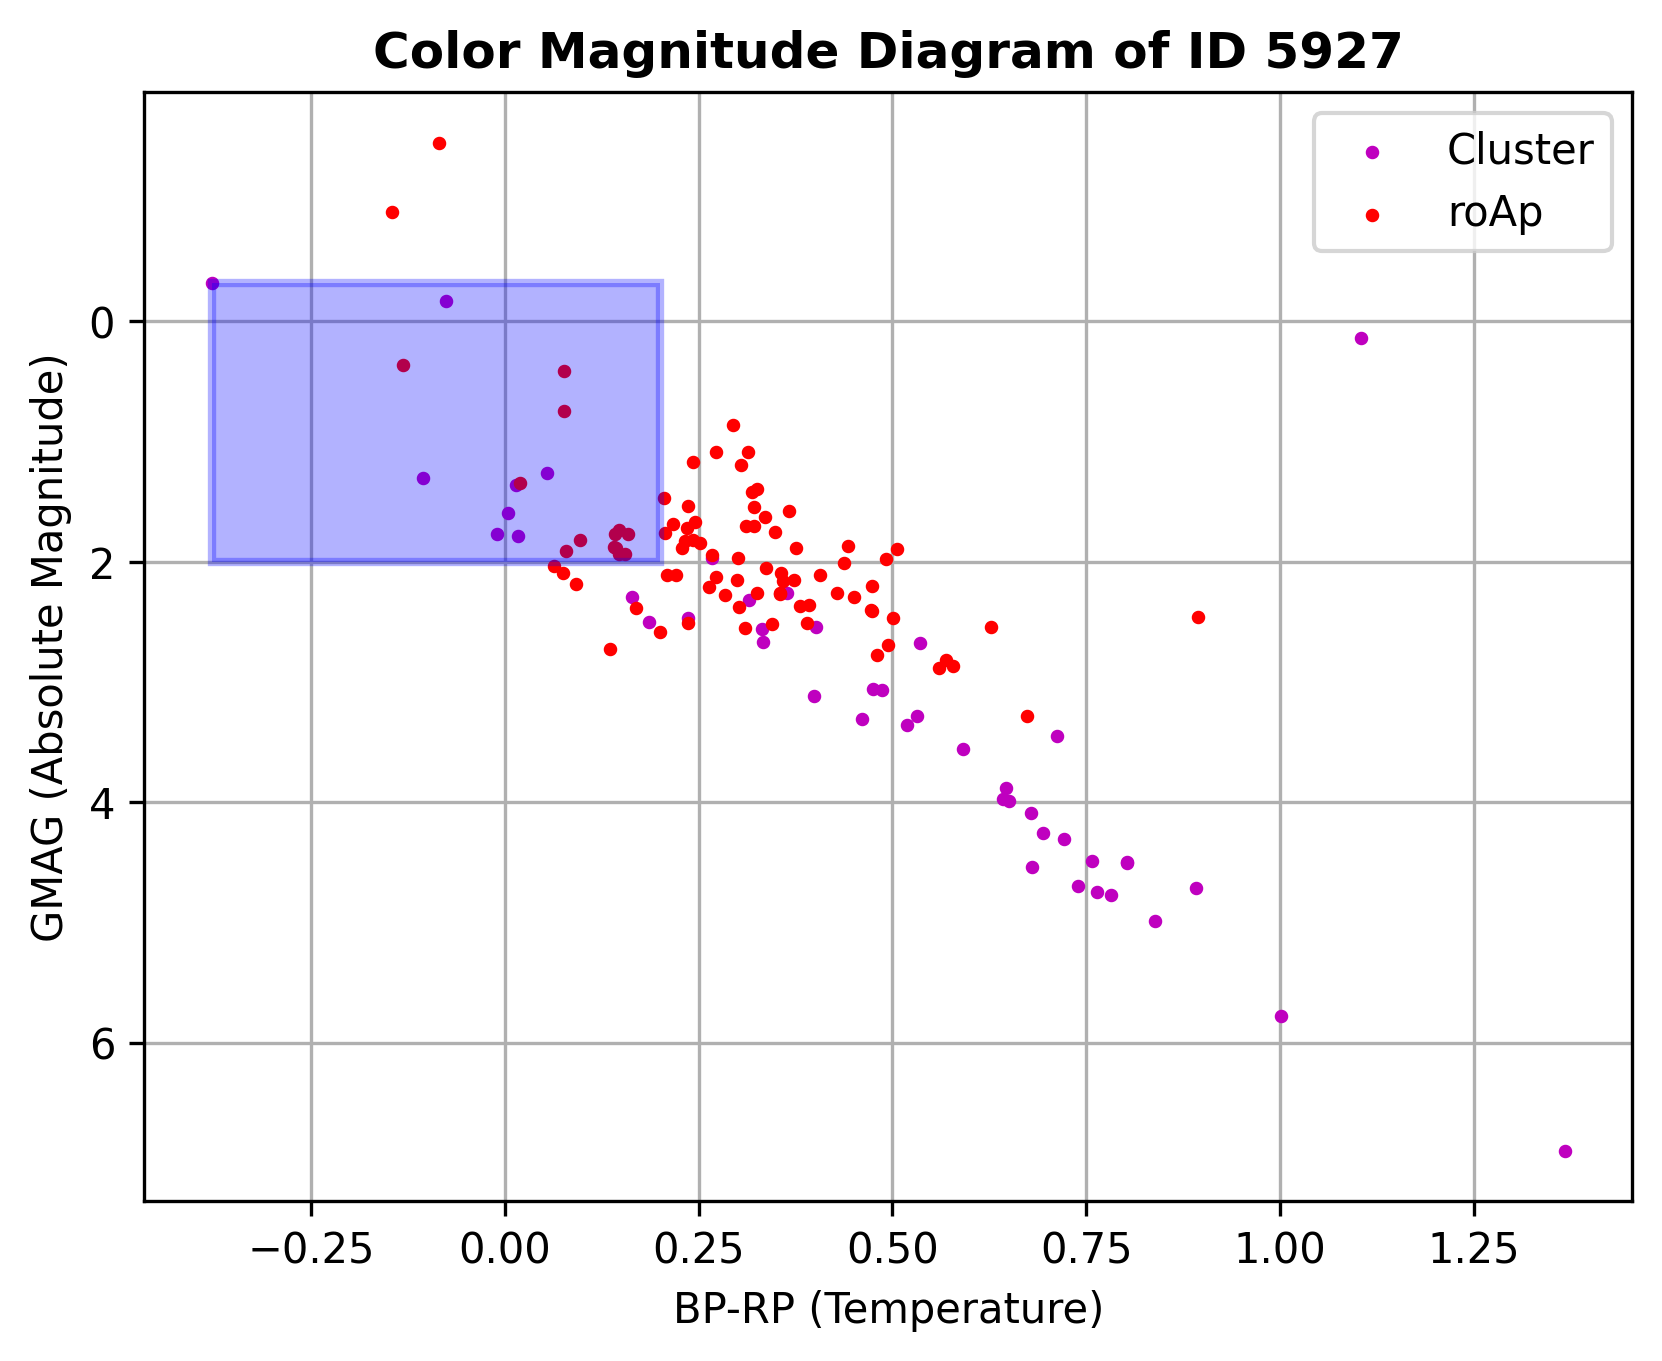 Color Magnitude Diagram of ID 5927
Cluster
roAp
GMAG (Absolute Magnitude)
0
2
4
6
−0.25 0.00 0.25 0.50 0.75 1.00 1.25
BP-RP (Temperature)